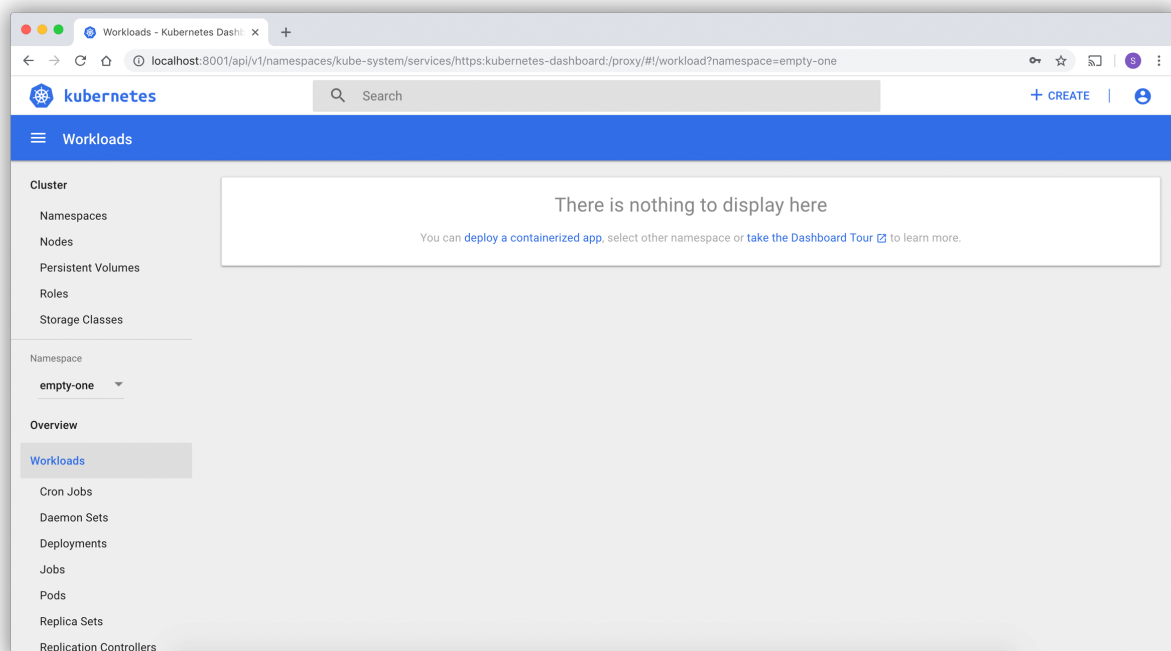 Workloads - Kubernetes Dashb
localhost:8001/api/v1/namespaces/kube-system/services/https:kubernetes-dashboard:/proxy/#!/workload?namespace=empty-one
S
kubernetes
Search
+ CREATE
Workloads
Cluster
Namespaces
Nodes
Persistent Volumes
Roles
Storage Classes
Namespace
empty-one
Overview
Workloads
Cron Jobs
Daemon Sets
Deployments
Jobs
Pods
Replica Sets
Replication Controllers
There is nothing to display here
You can deploy a containerized app, select other namespace or take the Dashboard Tour to learn more.